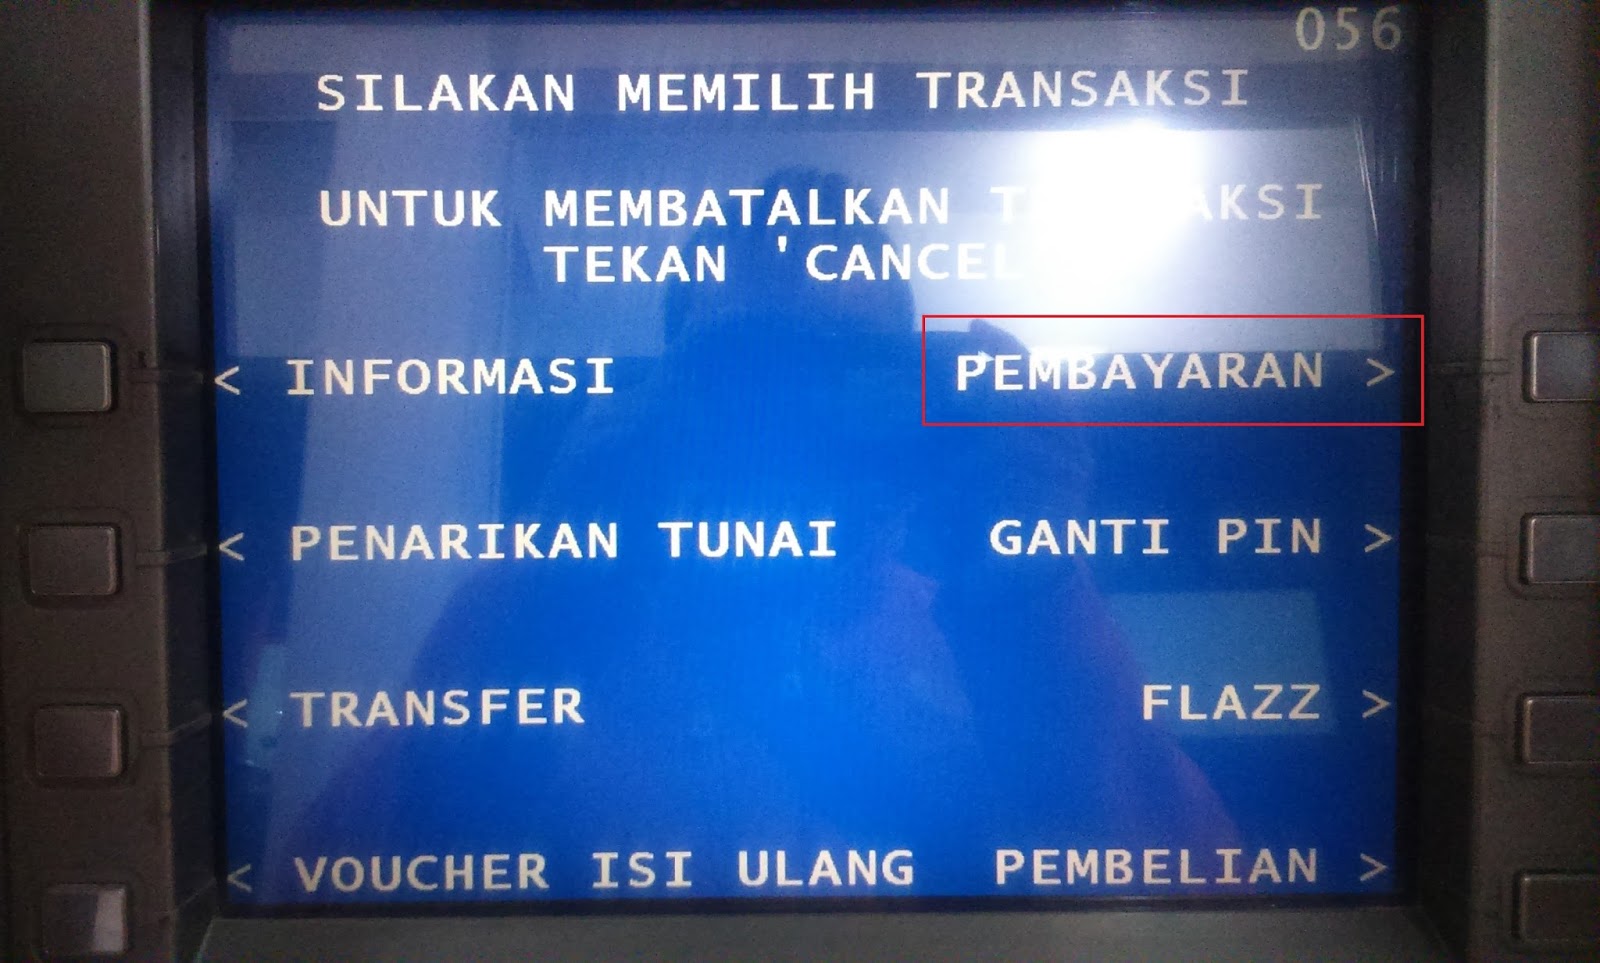 056
SILAKAN MEMILIH TRANSAKSI
UNTUK MEMBATALKAN
TEKAN 'CANCEL
< INFORMASI PEMBAYARAN >
< PENARIKAN TUNAI GANTI PIN >
< TRANSFER FLAZZ >
< VOUCHER ISI ULANG PEMBELIAN >